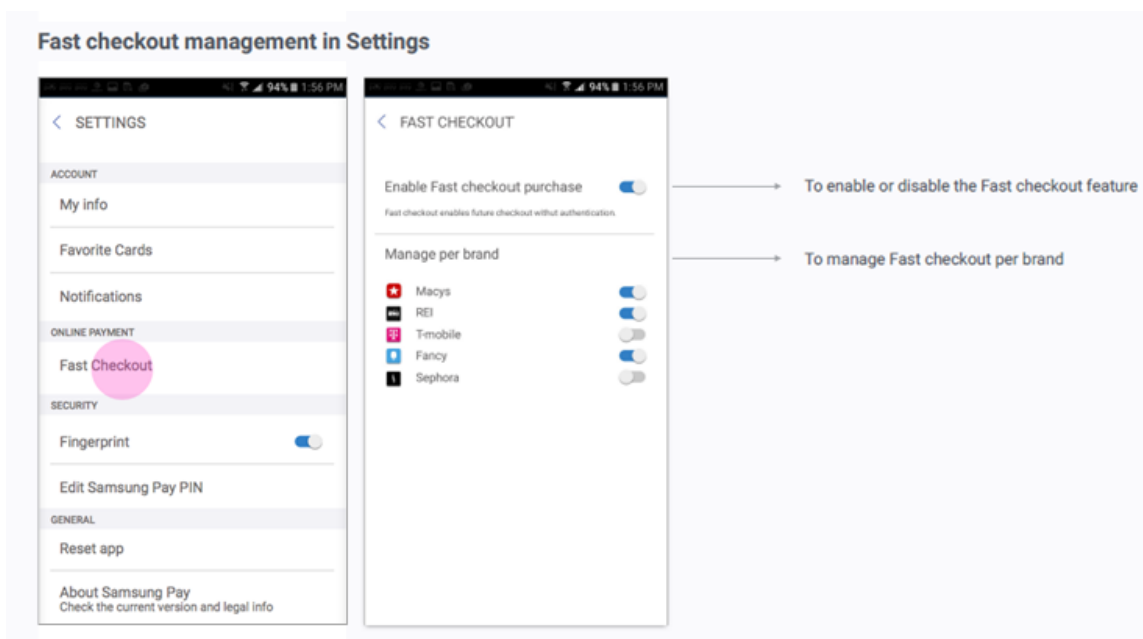 Fast checkout management in Settings
94% 1:56 PM
SETTINGS
ACCOUNT
My info
Favorite Cards
Notifications
ONLINE PAYMENT
Fast Checkout
SECURITY
Fingerprint
Edit Samsung Pay PIN
GENERAL
Reset app
About Samsung Pay
Check the current version and legal info
94% 1:56 PM
FAST CHECKOUT
Enable Fast checkout purchase
Fast checkout enables future checkout withut authentication.
Manage per brand
Macys
REI
T-mobile
Fancy
Sephora
To enable or disable the Fast checkout feature
To manage Fast checkout per brand